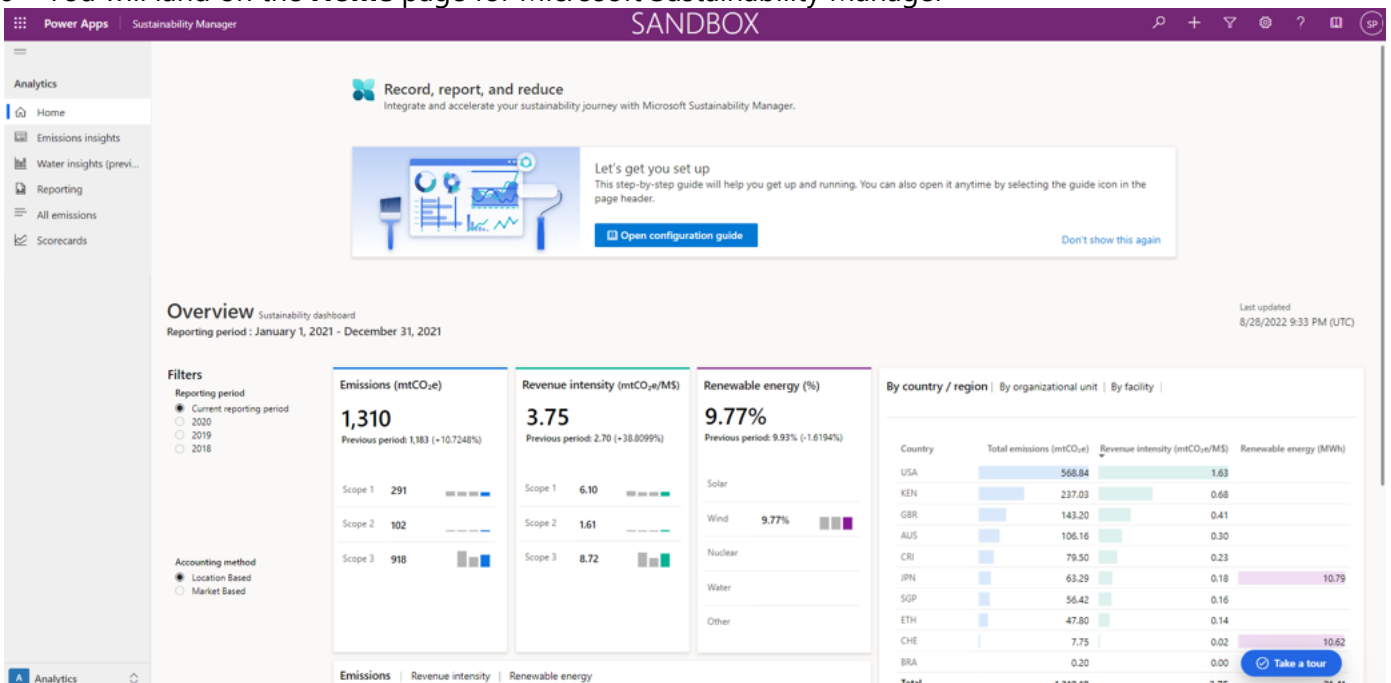 You will land on the Home page for Microsoft Sustainability Manager
Power Apps | Sustainability Manager
SANDBOX
SP
Analytics
Home
Emissions insights
Water insights (previ...
Reporting
All emissions
Scorecards
A Analytics
Record, report, and reduce
Integrate and accelerate your sustainability journey with Microsoft Sustainability Manager.
Let's get you set up
This step-by-step guide will help you get up and running. You can also open it anytime by selecting the guide icon in the
page header.
Open configuration guide
Don't show this again
Overview Sustainability dashboard
Reporting period : January 1, 2021 - December 31, 2021
Last updated
8/28/2022 9:33 PM (UTC)
Filters
Reporting period
Current reporting period
2020
2019
2018
Accounting method
Location Based
Market Based
Emissions (mtCO₂e)
1,310
Previous period: 1,183 (+10.7248%)
Scope 1 291
Scope 2 102
Scope 3 918
Revenue intensity (mtCO₂e/M$)
3.75
Previous period: 2.70 (+38.8099%)
Scope 1 6.10
Scope 2 1.61
Scope 3 8.72
Renewable energy (%)
9.77%
Previous period: 9.93% (-1.6194%)
Solar
Wind 9.77%
Nuclear
Water
Other
By country / region | By organizational unit | By facility |
Country Total emissions (mtCO₂e) Revenue intensity (mtCO₂e/M$) Renewable energy (MWh)
USA 568.84 1.63
KEN 237.03 0.68
GBR 143.20 0.41
AUS 106.16 0.30
CRI 79.50 0.23
JPN 63.29 0.18 10.79
SGP 56.42 0.16
ETH 47.80 0.14
CHE 7.75 0.02 10.62
BRA 0.20 0.00
Total
Take a tour
Emissions | Revenue intensity | Renewable energy